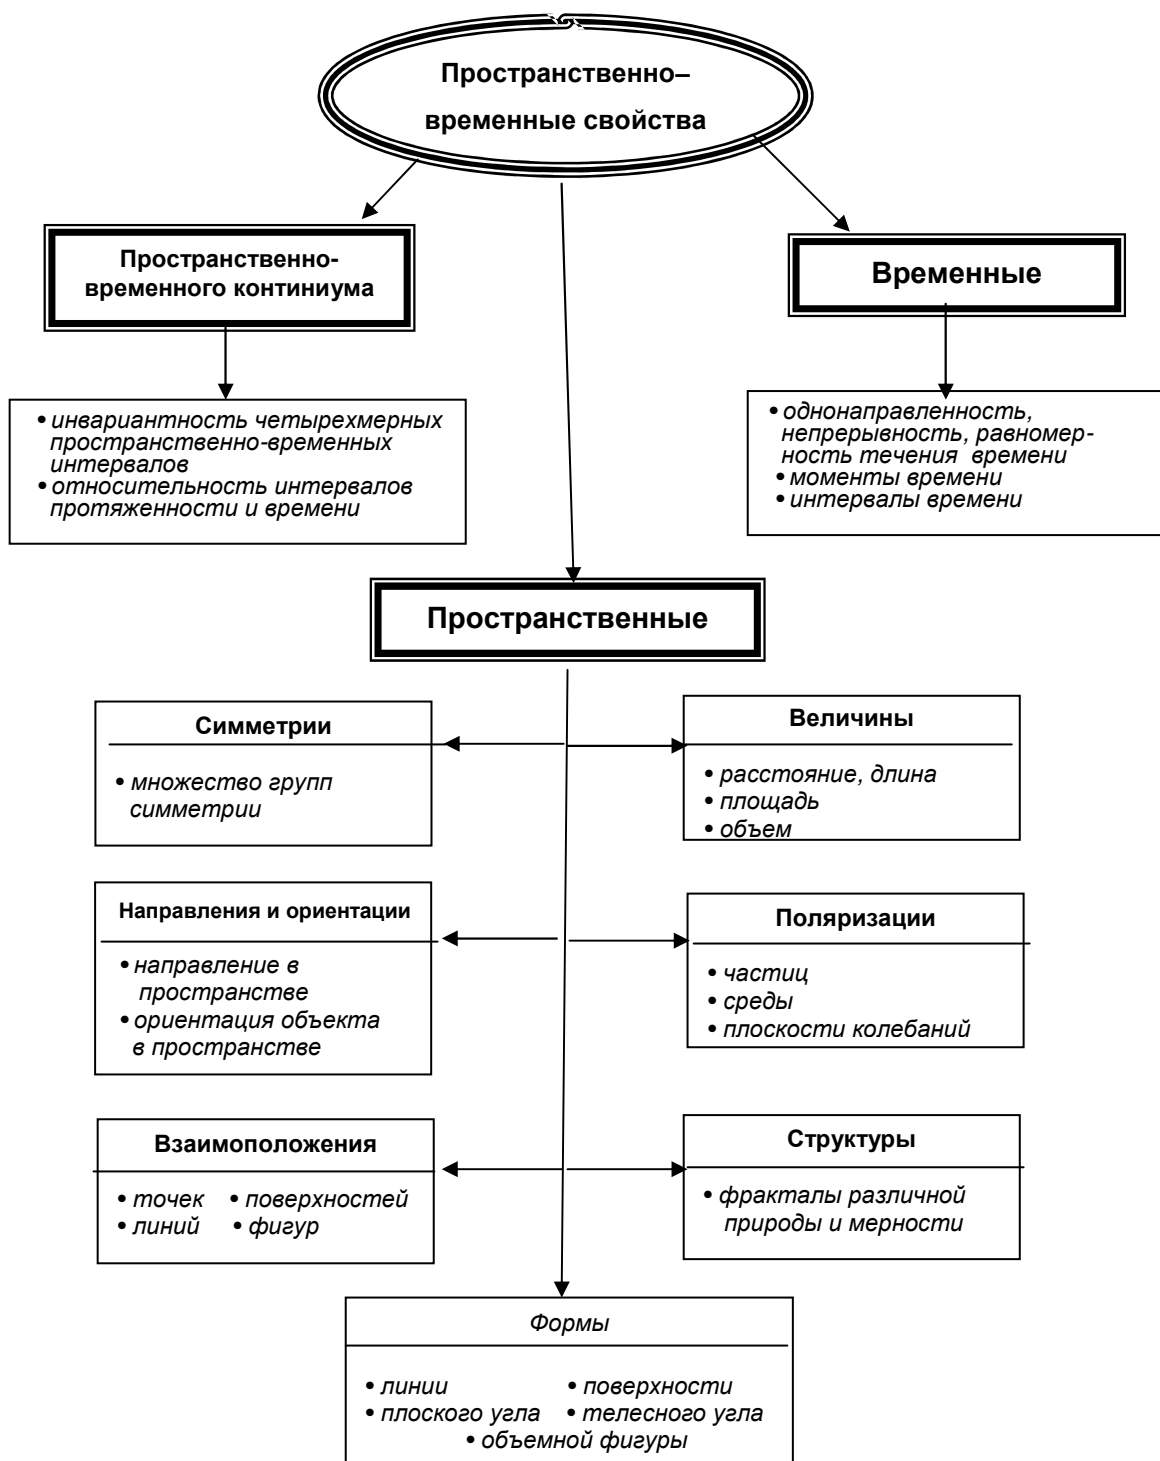 Пространственно–
временные свойства
Пространственно-
временного континиума
Временные
• инвариантность четырехмерных
пространственно-временных
интервалов
• относительность интервалов
протяженности и времени
• однонаправленность,
непрерывность, равномер-
ность течения времени
• моменты времени
• интервалы времени
Пространственные
Симметрии
• множество групп
симметрии
Величины
• расстояние, длина
• площадь
• объем
Направления и ориентации
• направление в
пространстве
• ориентация объекта
в пространстве
Поляризации
• частиц
• среды
• плоскости колебаний
Взаимоположения
• точек • поверхностей
• линий • фигур
Структуры
• фракталы различной
природы и мерности
Формы
• линии • поверхности
• плоского угла • телесного угла
• объемной фигуры